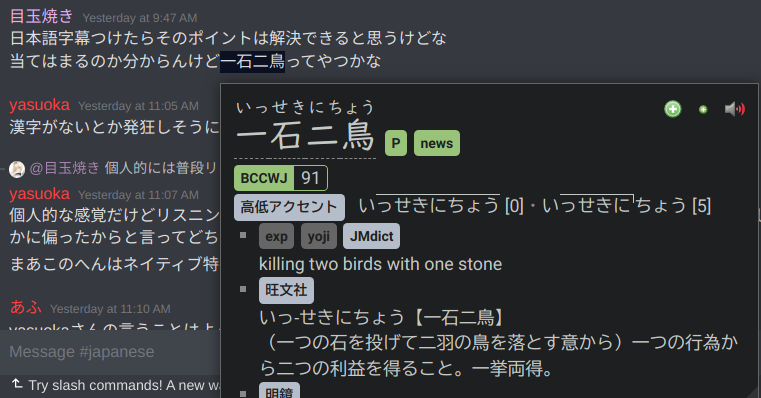 目玉焼き Yesterday at 9:47 AM
日本語字幕つけたらそのポイントは解決できると思うけどな
当てはまるのか分からんけど一石二鳥ってやつかな
yasuoka Yesterday at 11:05 AM
漢字がないとか発狂しそうに
@目玉焼き 個人的には普段リ
yasuoka Yesterday at 11:07 AM
個人的な感覚だけどリスニン
かに偏ったからと言ってどち
まあこのへんはネイティブ特
あふ Yesterday at 11:10 AM
yasuokaさんの言うことはよ
Message #japanese
Try slash commands! A new wa
いっせきにちょう
一石二鳥 P news
BCCWJ 91
高低アクセント いっせきにちょう [0]・いっせきにちょう [5]
exp yoji JMdict
killing two birds with one stone
旺文社
いっ‐せきにちょう【一石二鳥】
（一つの石を投げて二羽の鳥を落とす意から）一つの行為か
ら二つの利益を得ること。一挙両得。
明鏡